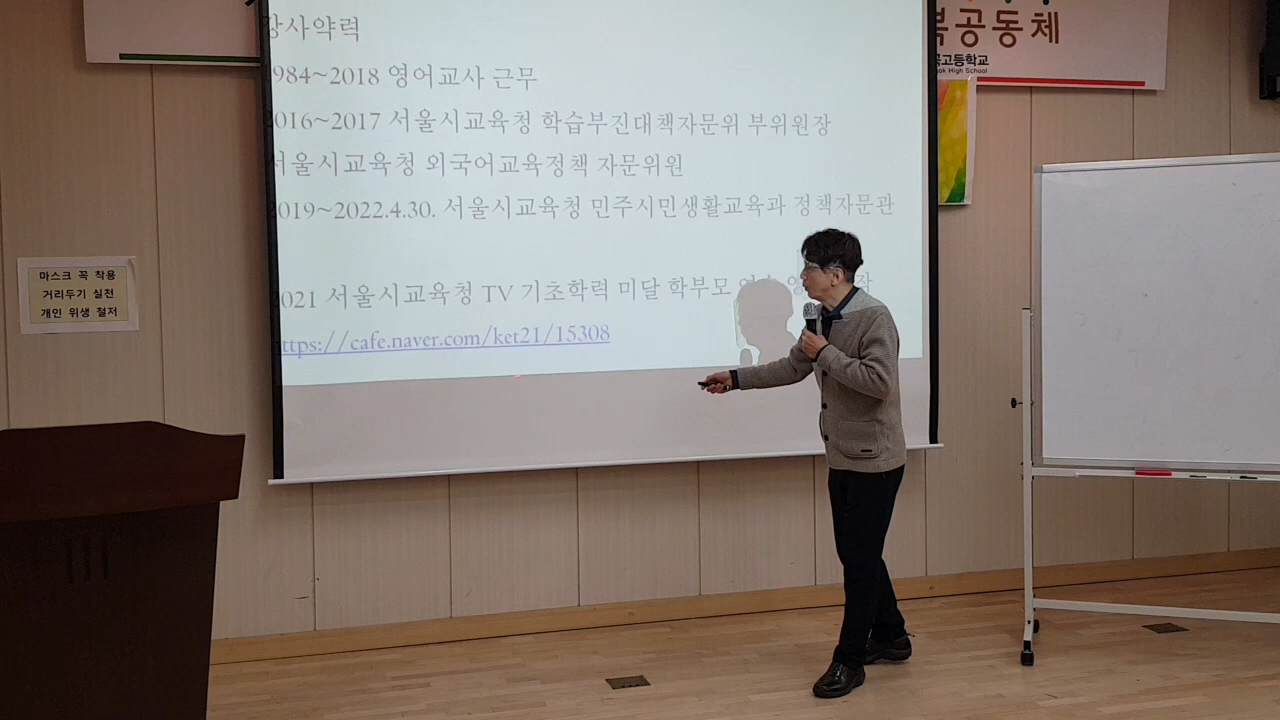 강사약력
1984~2018 영어교사 근무
2016~2017 서울시교육청 학습부진대책자문위 부위원장
서울시교육청 외국어교육정책 자문위원
2019~2022.4.30. 서울시교육청 민주시민생활교육과 정책자문관
2021 서울시교육청 TV 기초학력 미달 학부모
https://cafe.naver.com/ket21/15308
복공동체
고등학교
High School
마스크 꼭 착용
거리두기 실천
개인 위생 철저